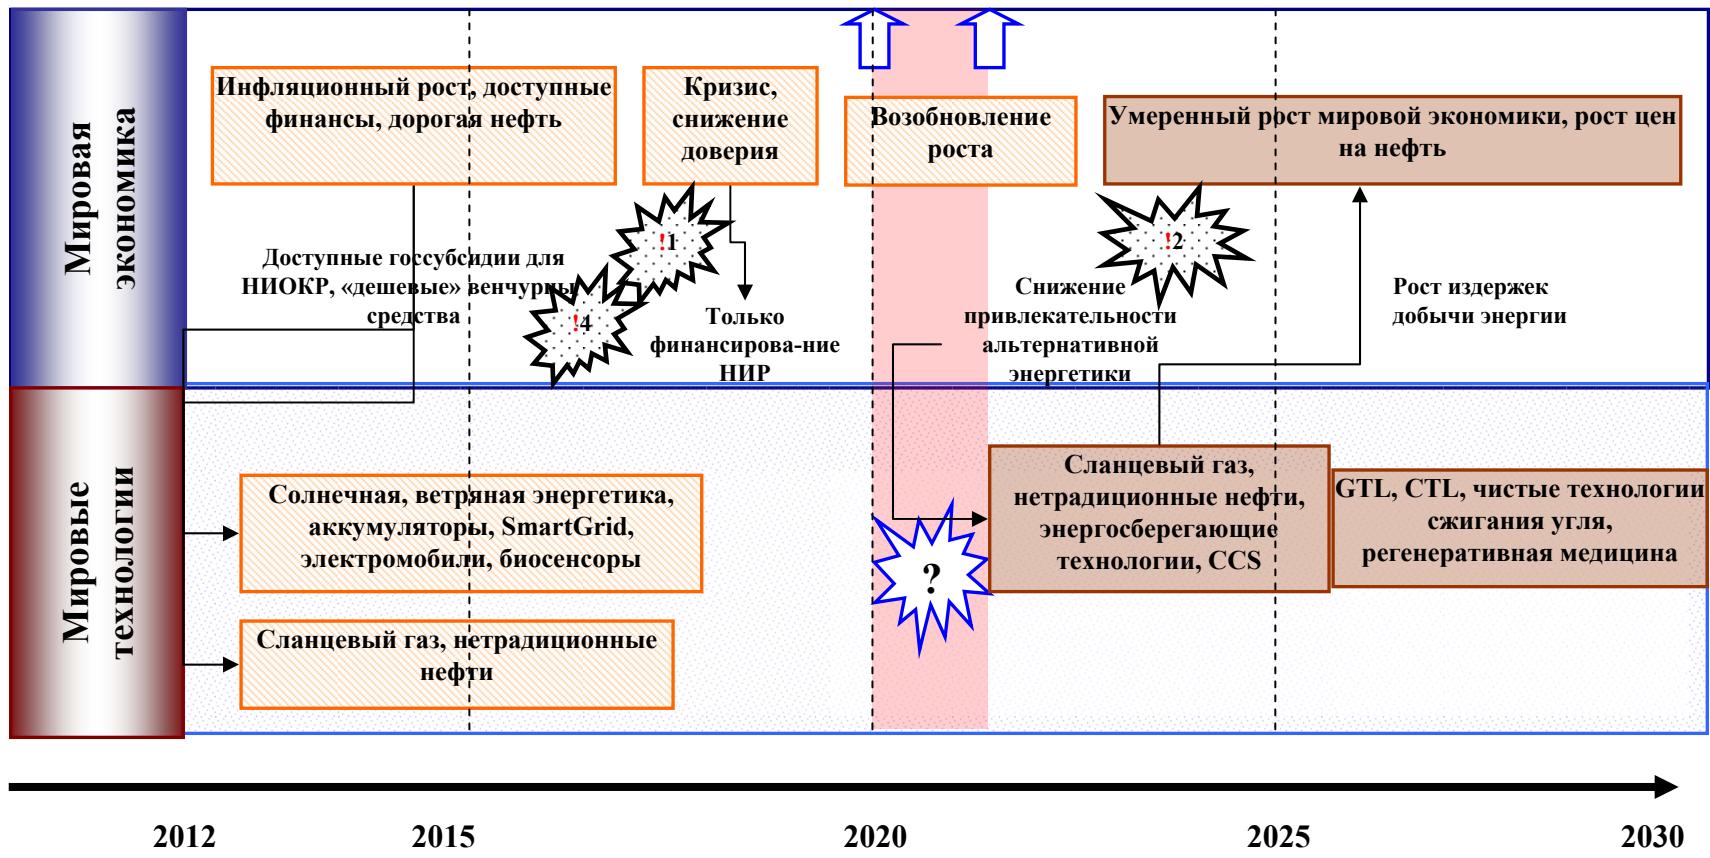 Мировая
экономика
Инфляционный рост, доступные
финансы, дорогая нефть
Кризис,
снижение
доверия
Возобновление
роста
Умеренный рост мировой экономики, рост цен
на нефть
Доступные госсубсидии для
НИОКР, «дешевые» венчурны
средства
!1
!4
Только
финансирова-ние
НИР
Снижение
привлекательности
альтернативной
энергетики
!2
Рост издержек
добычи энергии
Мировые
технологии
Солнечная, ветряная энергетика,
аккумуляторы, SmartGrid,
электромобили, биосенсоры
Сланцевый газ, нетрадиционные
нефти
?
Сланцевый газ,
нетрадиционные нефти,
энергосберегающие
технологии, CCS
GTL, CTL, чистые технологии
сжигания угля,
регенеративная медицина
2012
2015
2020
2025
2030